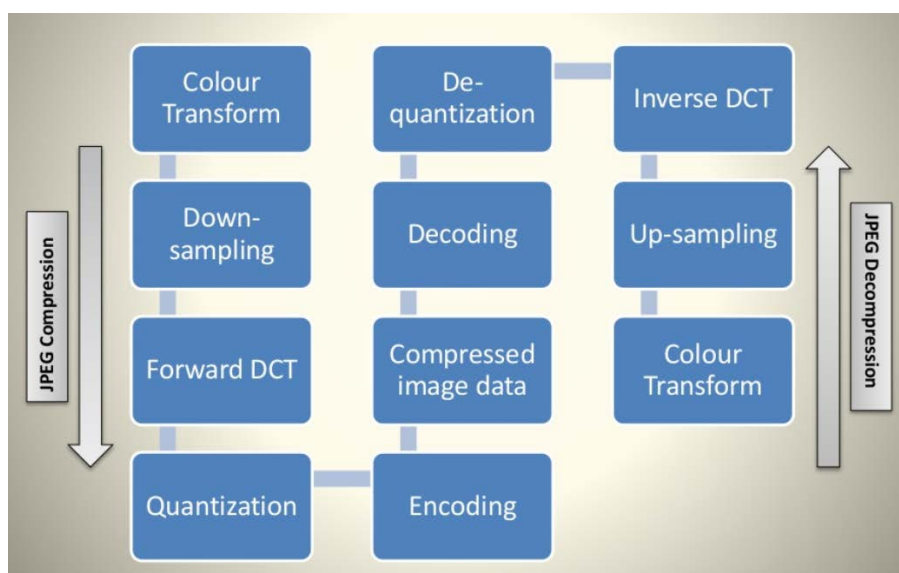 JPEG Compression
Colour
Transform
Down-
sampling
Forward DCT
Quantization
Encoding
Compressed
image data
Decoding
De-
quantization
Inverse DCT
Up-sampling
Colour
Transform
JPEG Decompression